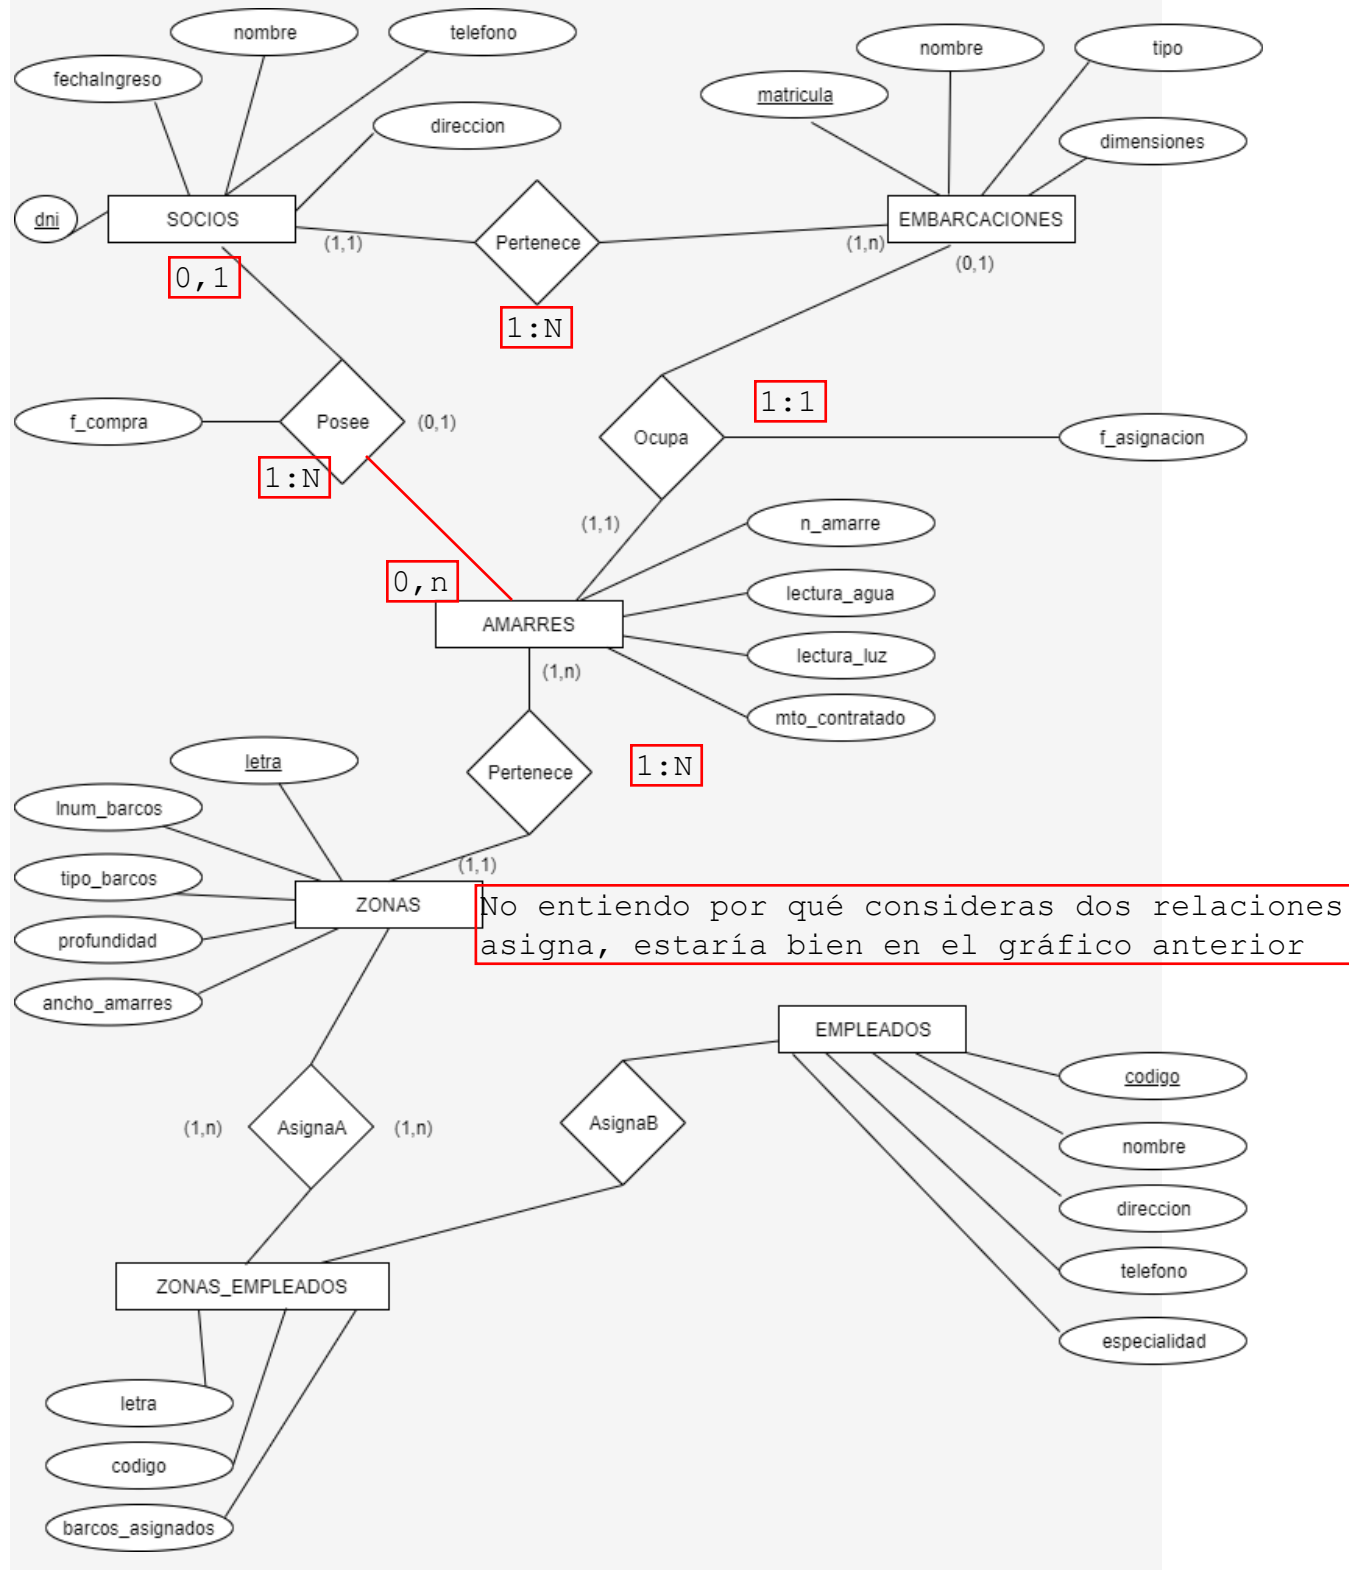 nombre
telefono
fechaIngreso
direccion
dni
SOCIOS
(1,1)
Pertenece
1:N
nombre
tipo
matricula
dimensiones
EMBARCACIONES
(1,n)
(0,1)
0,1
f_compra
Posee
(0,1)
1:N
0,n
Ocupa
1:1
f_asignacion
(1,1)
n_amarre
lectura_agua
AMARRES
lectura_luz
(1,n)
mto_contratado
Pertenece
1:N
letra
lnum_barcos
tipo_barcos
(1,1)
ZONAS
profundidad
ancho_amarres
No entiendo por qué consideras dos relaciones
asigna, estaría bien en el gráfico anterior
EMPLEADOS
codigo
nombre
direccion
telefono
especialidad
(1,n)
AsignaA
(1,n)
AsignaB
ZONAS_EMPLEADOS
letra
codigo
barcos_asignados